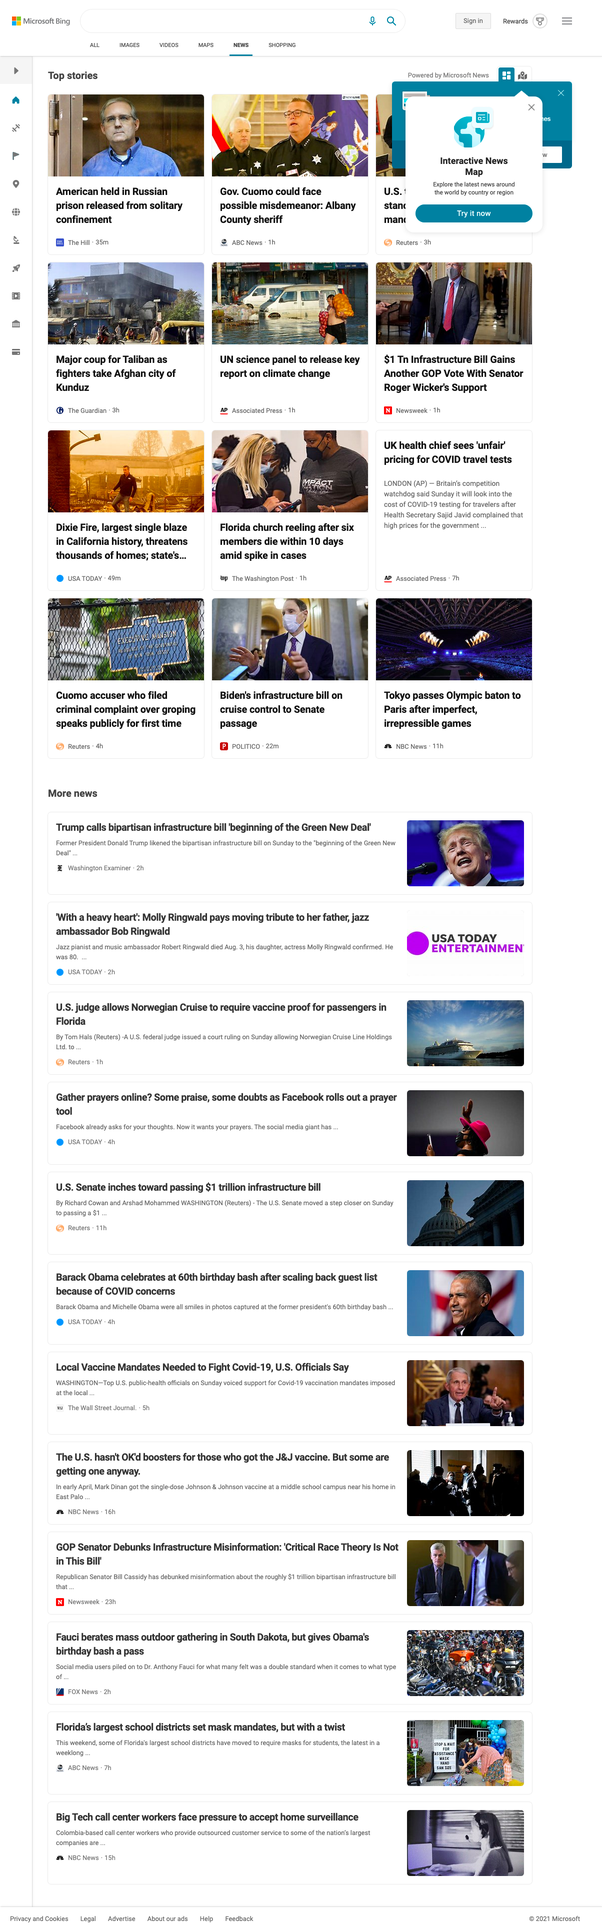 Microsoft Bing
Sign in
Rewards
ALL
IMAGES
VIDEOS
MAPS
NEWS
SHOPPING
Top stories
Powered by Microsoft News
Interactive News
Map
Explore the latest news around
the world by country or region
Try it now
American held in Russian
prison released from solitary
confinement
The Hill · 35m
Gov. Cuomo could face
possible misdemeanor: Albany
County sheriff
ABC News · 1h
Reuters · 3h
Major coup for Taliban as
fighters take Afghan city of
Kunduz
The Guardian · 3h
UN science panel to release key
report on climate change
AP Associated Press · 1h
$1 Tn Infrastructure Bill Gains
Another GOP Vote With Senator
Roger Wicker's Support
N Newsweek · 1h
Dixie Fire, largest single blaze
in California history, threatens
thousands of homes; state's...
USA TODAY · 49m
Florida church reeling after six
members die within 10 days
amid spike in cases
wp The Washington Post · 1h
UK health chief sees 'unfair'
pricing for COVID travel tests
LONDON (AP) — Britain's competition
watchdog said Sunday it will look into the
cost of COVID-19 testing for travelers after
Health Secretary Sajid Javid complained that
high prices for the government ...
AP Associated Press · 7h
EXECUTIVE MANSION
Cuomo accuser who filed
criminal complaint over groping
speaks publicly for first time
Reuters · 4h
Biden's infrastructure bill on
cruise control to Senate
passage
P POLITICO · 22m
Tokyo passes Olympic baton to
Paris after imperfect,
irrepressible games
NBC News · 11h
More news
Trump calls bipartisan infrastructure bill 'beginning of the Green New Deal'
Former President Donald Trump likened the bipartisan infrastructure bill on Sunday to the "beginning of the Green New
Deal" ...
Washington Examiner · 2h
'With a heavy heart': Molly Ringwald pays moving tribute to her father, jazz
ambassador Bob Ringwald
Jazz pianist and music ambassador Robert Ringwald died Aug. 3, his daughter, actress Molly Ringwald confirmed. He
was 80. ...
USA TODAY · 2h
USA TODAY
ENTERTAINMEN
U.S. judge allows Norwegian Cruise to require vaccine proof for passengers in
Florida
By Tom Hals (Reuters) -A U.S. federal judge issued a court ruling on Sunday allowing Norwegian Cruise Line Holdings
Ltd. to ...
Reuters · 1h
Gather prayers online? Some praise, some doubts as Facebook rolls out a prayer
tool
Facebook already asks for your thoughts. Now it wants your prayers. The social media giant has ...
USA TODAY · 4h
U.S. Senate inches toward passing $1 trillion infrastructure bill
By Richard Cowan and Arshad Mohammed WASHINGTON (Reuters) - The U.S. Senate moved a step closer on Sunday
to passing a $1 ...
Reuters · 11h
Barack Obama celebrates at 60th birthday bash after scaling back guest list
because of COVID concerns
Barack Obama and Michelle Obama were all smiles in photos captured at the former president's 60th birthday bash ...
USA TODAY · 4h
Local Vaccine Mandates Needed to Fight Covid-19, U.S. Officials Say
WASHINGTON—Top U.S. public-health officials on Sunday voiced support for Covid-19 vaccination mandates imposed
at the local ...
The Wall Street Journal. · 5h
The U.S. hasn't OK'd boosters for those who got the J&J vaccine. But some are
getting one anyway.
In early April, Mark Dinan got the single-dose Johnson & Johnson vaccine at a middle school campus near his home in
East Palo ...
NBC News · 16h
GOP Senator Debunks Infrastructure Misinformation: 'Critical Race Theory Is Not
in This Bill'
Republican Senator Bill Cassidy has debunked misinformation about the roughly $1 trillion bipartisan infrastructure bill
that ...
N Newsweek · 23h
Fauci berates mass outdoor gathering in South Dakota, but gives Obama's
birthday bash a pass
Social media users piled on to Dr. Anthony Fauci for what many felt was a double standard when it comes to what type
of ...
FOX News · 2h
Florida's largest school districts set mask mandates, but with a twist
This weekend, some of Florida's largest school districts have moved to require masks for students, the latest in a
weeklong ...
ABC News · 7h
Big Tech call center workers face pressure to accept home surveillance
Colombia-based call center workers who provide outsourced customer service to some of the nation's largest
companies are ...
NBC News · 15h
Privacy and Cookies
Legal
Advertise
About our ads
Help
Feedback
© 2021 Microsoft